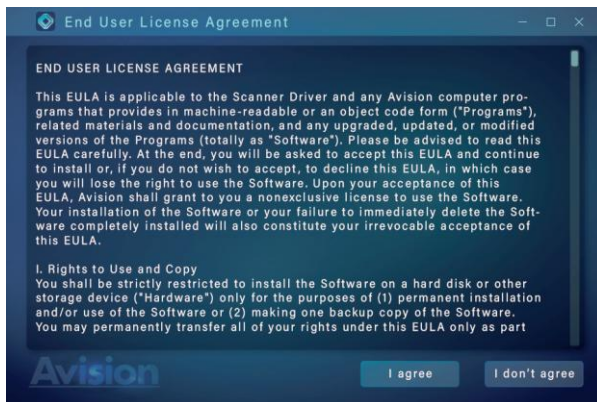 End User License Agreement
END USER LICENSE AGREEMENT
This EULA is applicable to the Scanner Driver and any Avision computer pro-
grams that provides in machine-readable or an object code form ("Programs"),
related materials and documentation, and any upgraded, updated, or modified
versions of the Programs (totally as "Software"). Please be advised to read this
EULA carefully. At the end, you will be asked to accept this EULA and continue
to install or, if you do not wish to accept, to decline this EULA, in which case
you will lose the right to use the Software. Upon your acceptance of this
EULA, Avision shall grant to you a nonexclusive license to use the Software.
Your installation of the Software or your failure to immediately delete the Soft-
ware completely installed will also constitute your irrevocable acceptance of
this EULA.
I. Rights to Use and Copy
You shall be strictly restricted to install the Software on a hard disk or other
storage device ("Hardware") only for the purposes of (1) permanent installation
and/or use of the Software or (2) making one backup copy of the Software.
You may permanently transfer all of your rights under this EULA only as part
Avision
I agree
I don't agree